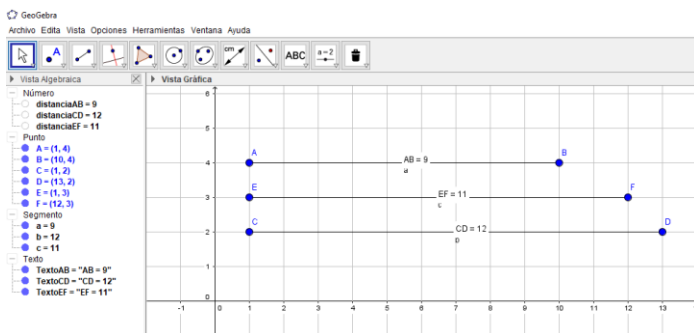 GeoGebra
Archivo Edita Vista Opciones Herramientas Ventana Ayuda
A
cm
ABC
a=2
Vista Algebraica
Vista Gráfica
Número
distanciaAB = 9
distanciaCD = 12
distanciaEF = 11
Punto
A = (1, 4)
B = (10, 4)
C = (1, 2)
D = (13, 2)
E = (1, 3)
F = (12, 3)
Segmento
a = 9
b = 12
c = 11
Texto
TextoAB = "AB = 9"
TextoCD = "CD = 12"
TextoEF = "EF = 11"
6
5
A
AB = 9
B
4
a
E
EF = 11
F
3
c
C
CD = 12
D
2
b
1
0
-1 0 1 2 3 4 5 6 7 8 9 10 11 12 13